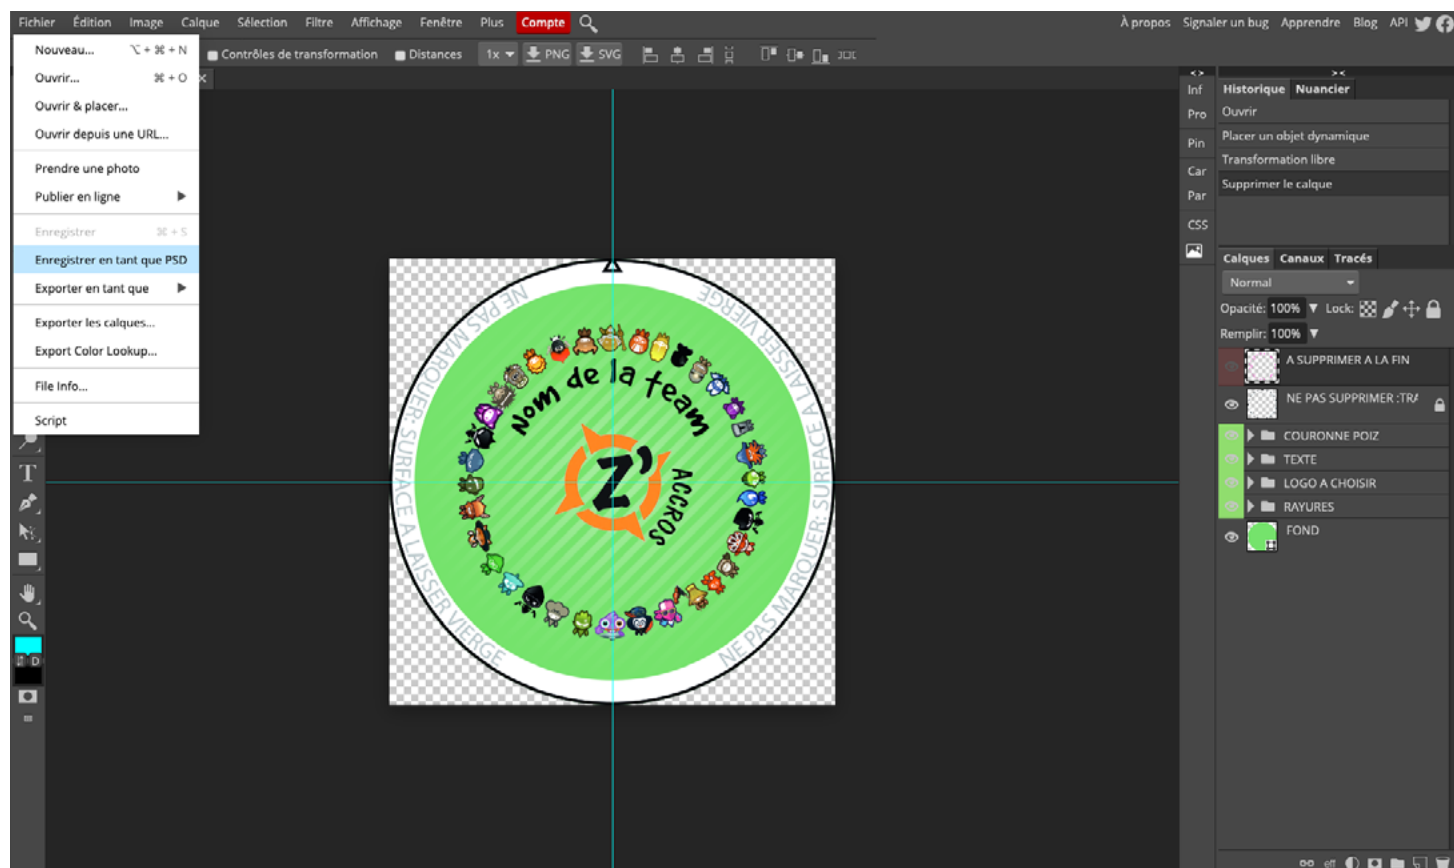 Fichier Édition Image Calque Sélection Filtre Affichage Fenêtre Plus Compte À propos Signaler un bug Apprendre Blog API
Contrôles de transformation Distances 1x PNG SVG
Nouveau... ⌥ + ⌘ + N
Ouvrir... ⌘ + O
Ouvrir & placer...
Ouvrir depuis une URL...
Prendre une photo
Publier en ligne
Enregistrer ⌘ + S
Enregistrer en tant que PSD
Exporter en tant que
Exporter les calques...
Export Color Lookup...
File Info...
Script
T
D
NE PAS MARQUER: SURFACE A LAISSER VIERGE
NE PAS MARQUER: SURFACE A LAISSER VIERGE
Nom de la team
Z'
ACCROS
Inf
Pro
Pin
Car
Par
CSS
Historique Nuancier
Ouvrir
Placer un objet dynamique
Transformation libre
Supprimer le calque
Calques Canaux Tracés
Normal
Opacité: 100% Lock:
Remplir: 100%
A SUPPRIMER A LA FIN
NE PAS SUPPRIMER :TRA
COURONNE POIZ
TEXTE
LOGO A CHOISIR
RAYURES
FOND
eff